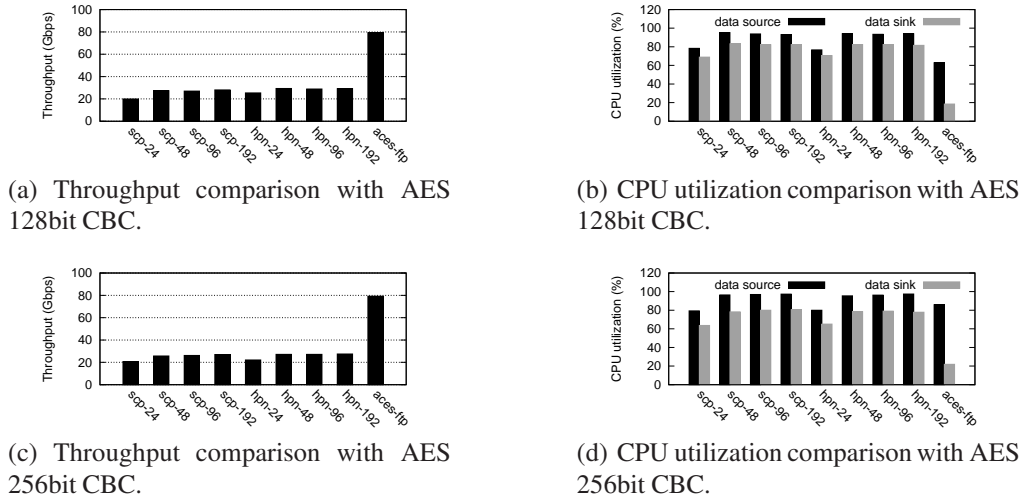 100
80
60
40
20
0
Throughput (Gbps)
scp-24
scp-48
scp-96
scp-192
hpn-24
hpn-48
hpn-96
hpn-192
aces-ftp
(a) Throughput comparison with AES
128bit CBC.
120
100
80
60
40
20
0
CPU utilization (%)
data source
data sink
scp-24
scp-48
scp-96
scp-192
hpn-24
hpn-48
hpn-96
hpn-192
aces-ftp
(b) CPU utilization comparison with AES
128bit CBC.
100
80
60
40
20
0
Throughput (Gbps)
scp-24
scp-48
scp-96
scp-192
hpn-24
hpn-48
hpn-96
hpn-192
aces-ftp
(c) Throughput comparison with AES
256bit CBC.
120
100
80
60
40
20
0
CPU utilization (%)
data source
data sink
scp-24
scp-48
scp-96
scp-192
hpn-24
hpn-48
hpn-96
hpn-192
aces-ftp
(d) CPU utilization comparison with AES
256bit CBC.